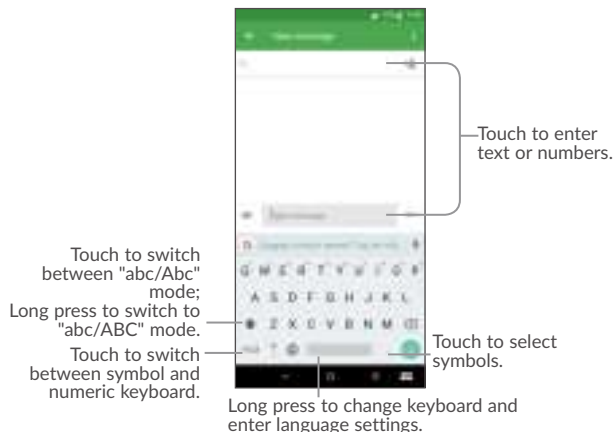 Touch to enter
text or numbers.
Touch to switch
between "abc/Abc"
mode;
Long press to switch to
"abc/ABC" mode.
Touch to switch
between symbol and
numeric keyboard.
Touch to select
symbols.
Long press to change keyboard and
enter language settings.
Q W E R T Y U I O P
A S D F G H J K L
Z X C V B N M